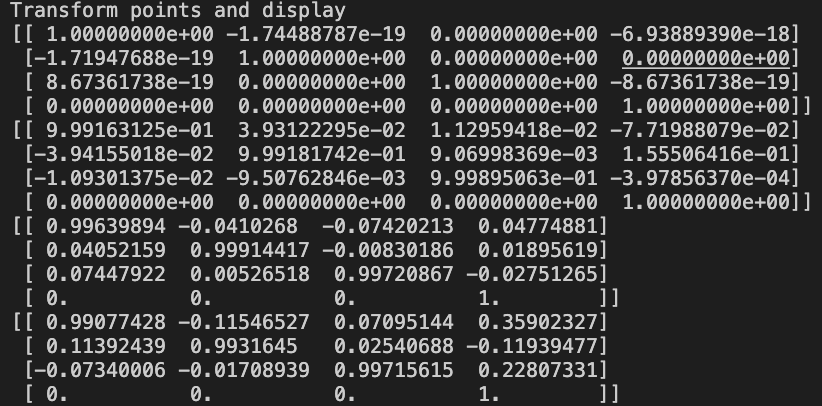 Transform points and display
[[ 1.00000000e+00 -1.74488787e-19  0.00000000e+00 -6.93889390e-18]
 [-1.71947688e-19  1.00000000e+00  0.00000000e+00  0.00000000e+00]
 [ 8.67361738e-19  0.00000000e+00  1.00000000e+00 -8.67361738e-19]
 [ 0.00000000e+00  0.00000000e+00  0.00000000e+00  1.00000000e+00]]
[[ 9.99163125e-01  3.93122295e-02  1.12959418e-02 -7.71988079e-02]
 [-3.94155018e-02  9.99181742e-01  9.06998369e-03  1.55506416e-01]
 [-1.09301375e-02 -9.50762846e-03  9.99895063e-01 -3.97856370e-04]
 [ 0.00000000e+00  0.00000000e+00  0.00000000e+00  1.00000000e+00]]
[[ 0.99639894 -0.0410268  -0.07420213  0.04774881]
 [ 0.04052159  0.99914417 -0.00830186  0.01895619]
 [ 0.07447922  0.00526518  0.99720867 -0.02751265]
 [ 0.          0.          0.          1.        ]]
[[ 0.99077428 -0.11546527  0.07095144  0.35902327]
 [ 0.11392439  0.9931645   0.02540688 -0.11939477]
 [-0.07340006 -0.01708939  0.99715615  0.22807331]
 [ 0.          0.          0.          1.        ]]